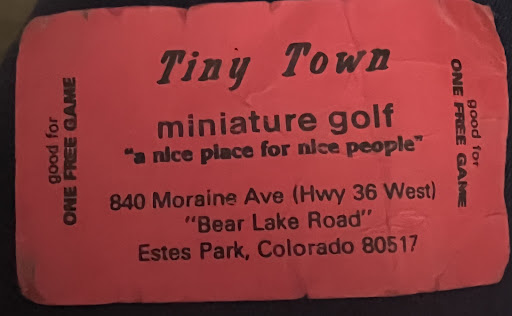 Tiny Town
miniature golf
"a nice place for nice people"
840 Moraine Ave (Hwy 36 West)
"Bear Lake Road"
Estes Park, Colorado 80517
good for
ONE FREE GAME
good for
ONE FREE GAME